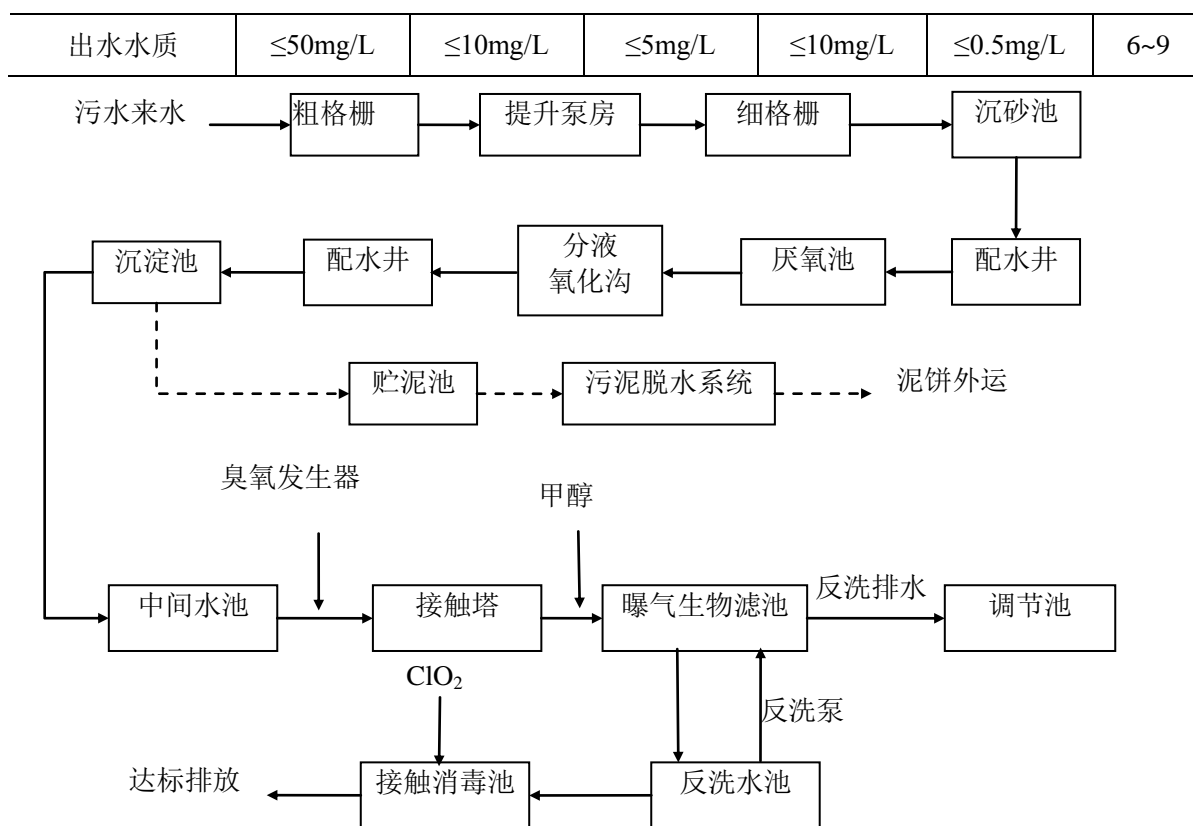 出水水质 ≤50mg/L ≤10mg/L ≤5mg/L ≤10mg/L ≤0.5mg/L 6~9
污水来水 粗格栅 提升泵房 细格栅 沉砂池
沉淀池 配水井 分液 厌氧池 配水井
氧化沟
贮泥池 污泥脱水系统 泥饼外运
臭氧发生器 甲醇
中间水池 接触塔 曝气生物滤池 反洗排水 调节池
ClO₂
反洗泵
达标排放 接触消毒池 反洗水池